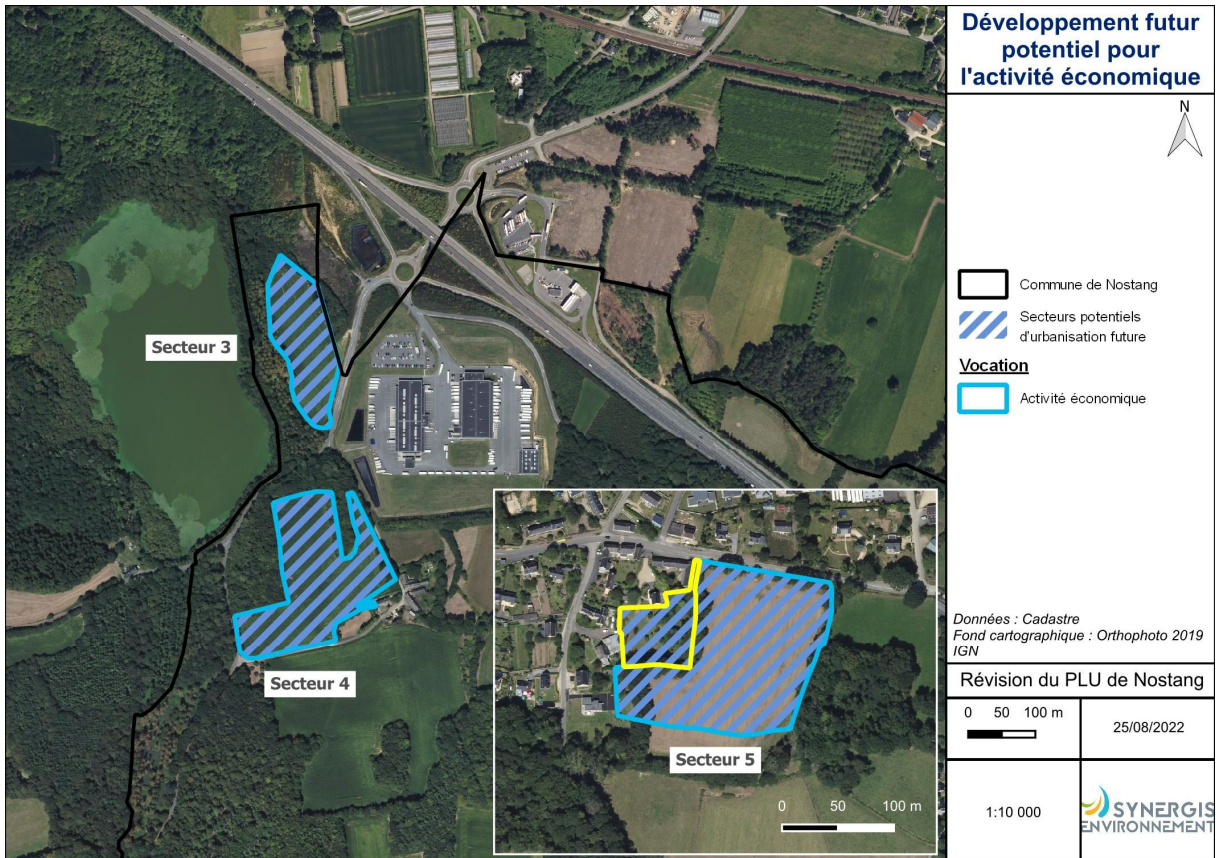 Développement futur
potentiel pour
l'activité économique
N
Commune de Nostang
Secteurs potentiels
d'urbanisation future
Vocation
Activité économique
Données : Cadastre
Fond cartographique : Orthophoto 2019
IGN
Révision du PLU de Nostang
0 50 100 m
25/08/2022
1:10 000
SYNERGIS
ENVIRONNEMENT
Secteur 3
Secteur 4
Secteur 5
0 50 100 m